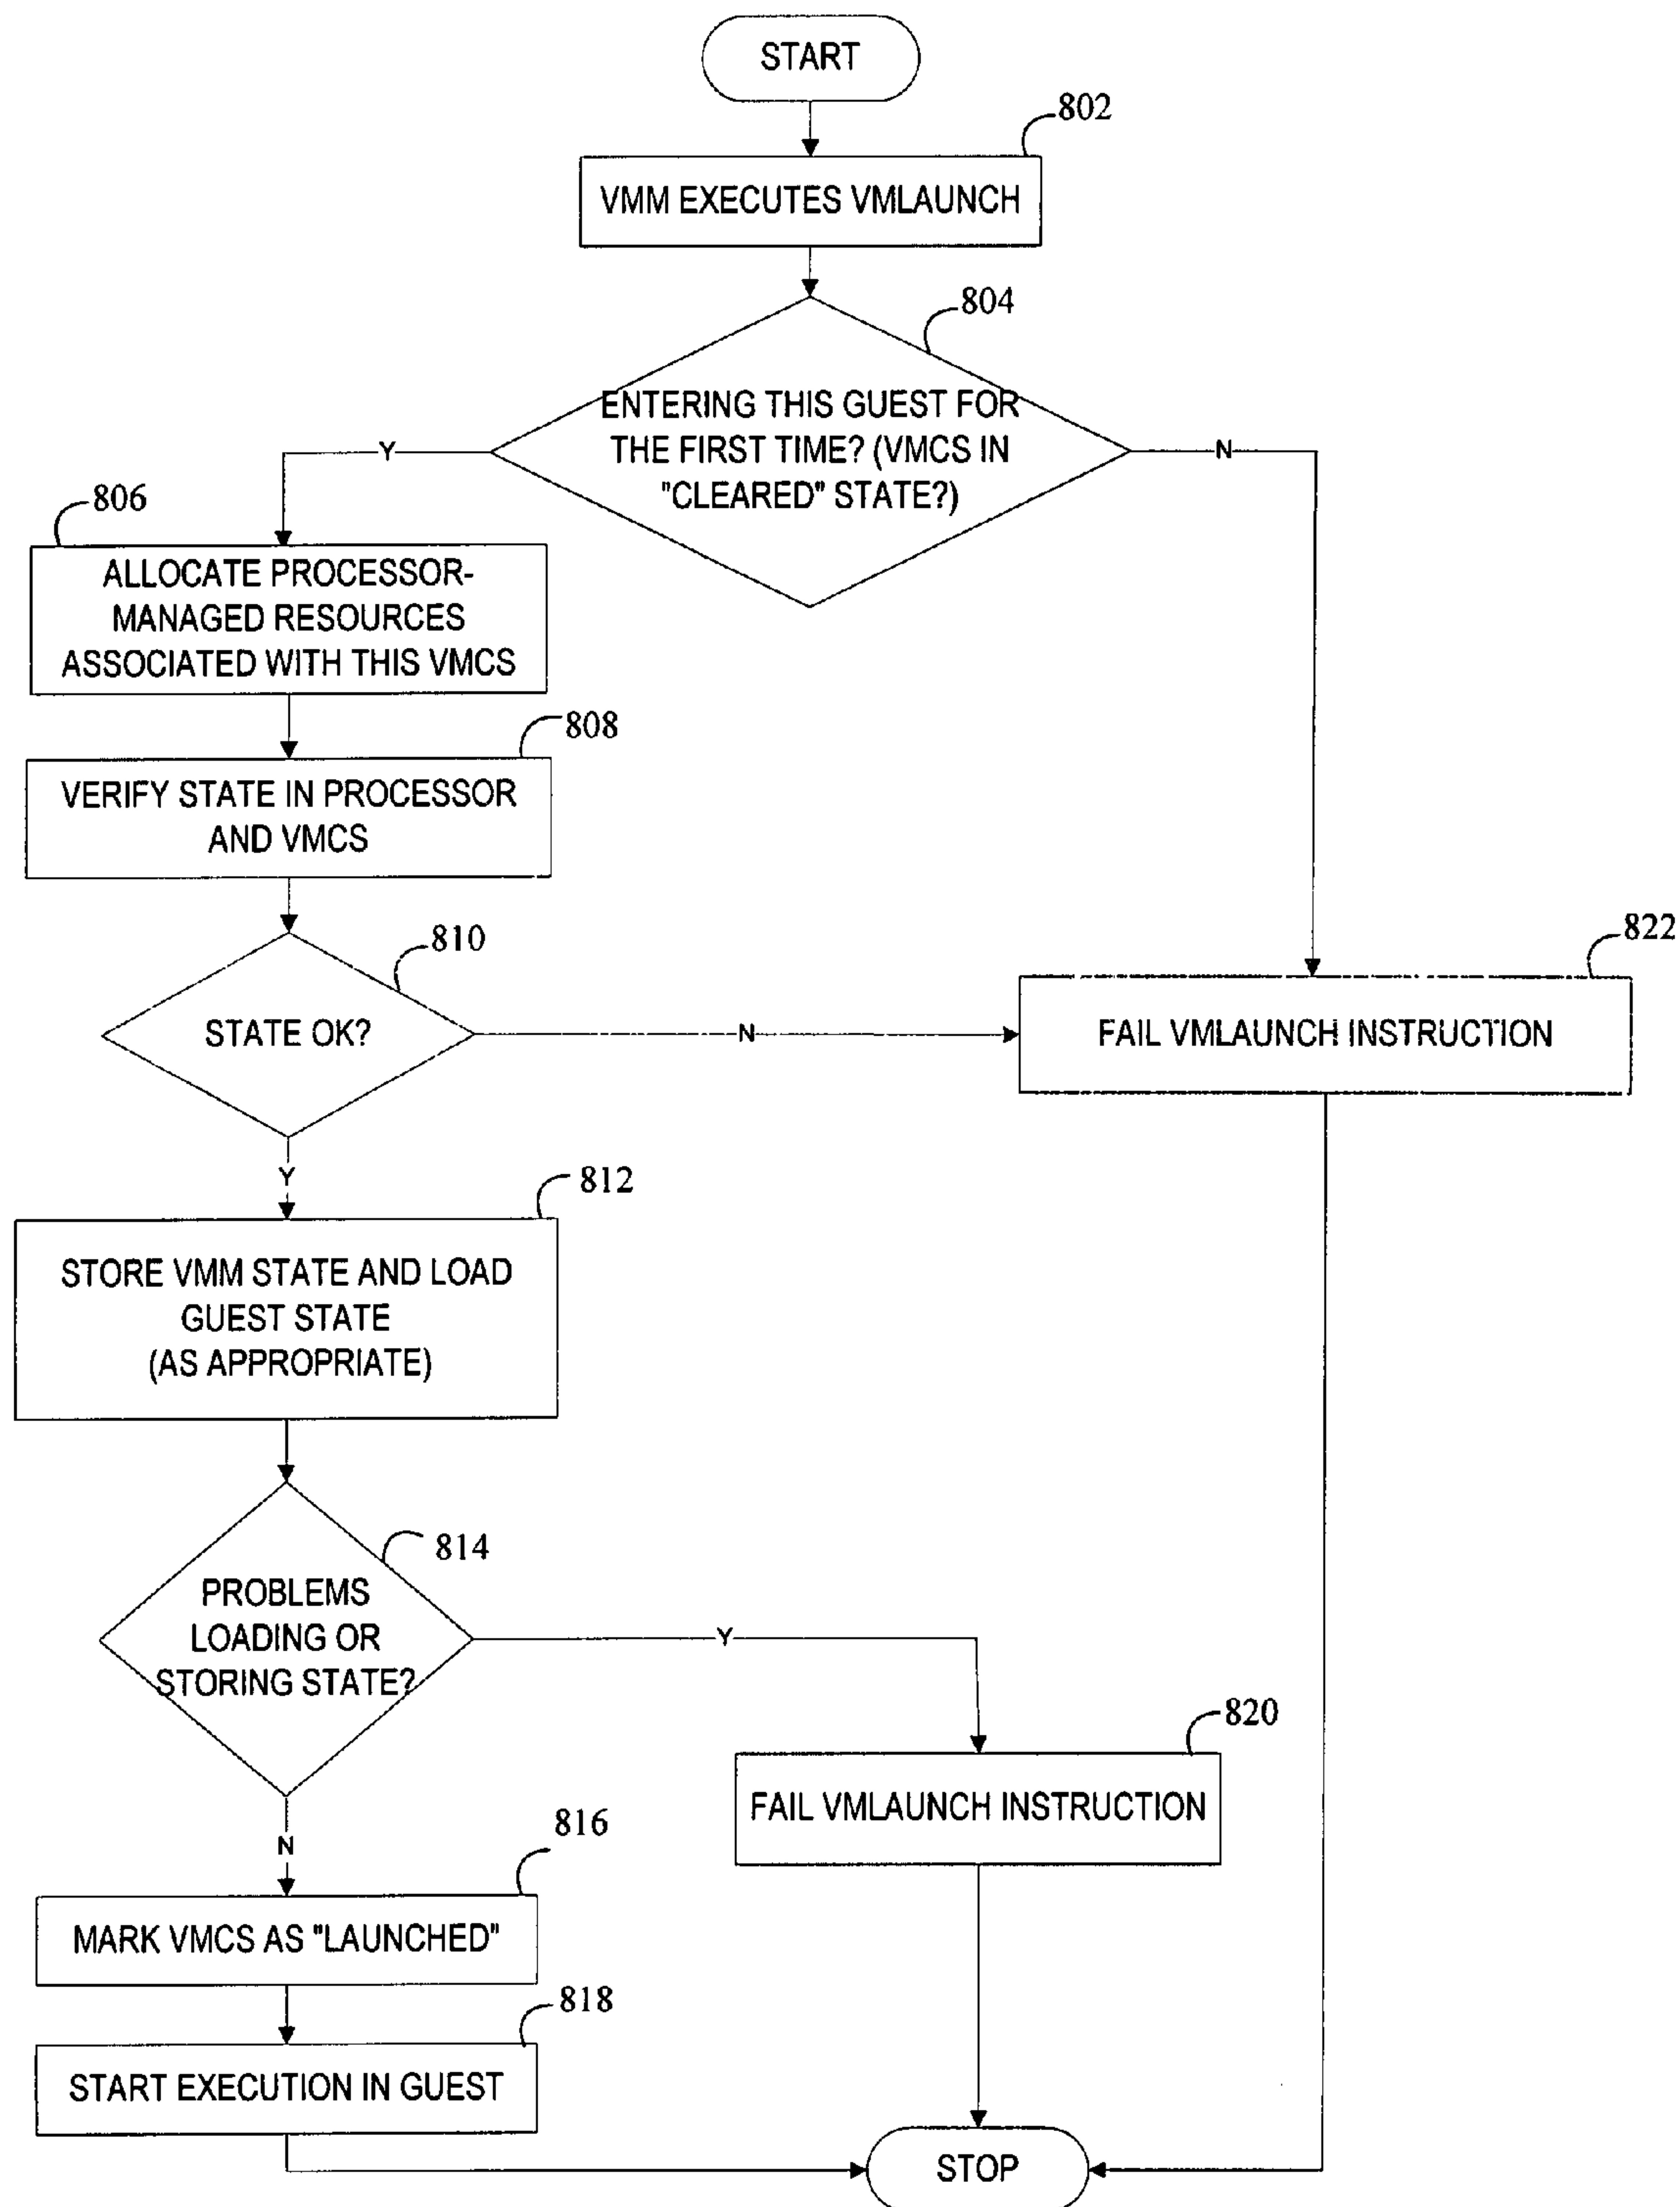 START
802
VMM EXECUTES VMLAUNCH
804
ENTERING THIS GUEST FOR
THE FIRST TIME? (VMCS IN
"CLEARED" STATE?)
Y
N
806
ALLOCATE PROCESSOR-
MANAGED RESOURCES
ASSOCIATED WITH THIS VMCS
808
VERIFY STATE IN PROCESSOR
AND VMCS
810
STATE OK?
N
822
FAIL VMLAUNCH INSTRUCTION
Y
812
STORE VMM STATE AND LOAD
GUEST STATE
(AS APPROPRIATE)
814
PROBLEMS
LOADING OR
STORING STATE?
Y
820
FAIL VMLAUNCH INSTRUCTION
N
816
MARK VMCS AS "LAUNCHED"
818
START EXECUTION IN GUEST
STOP